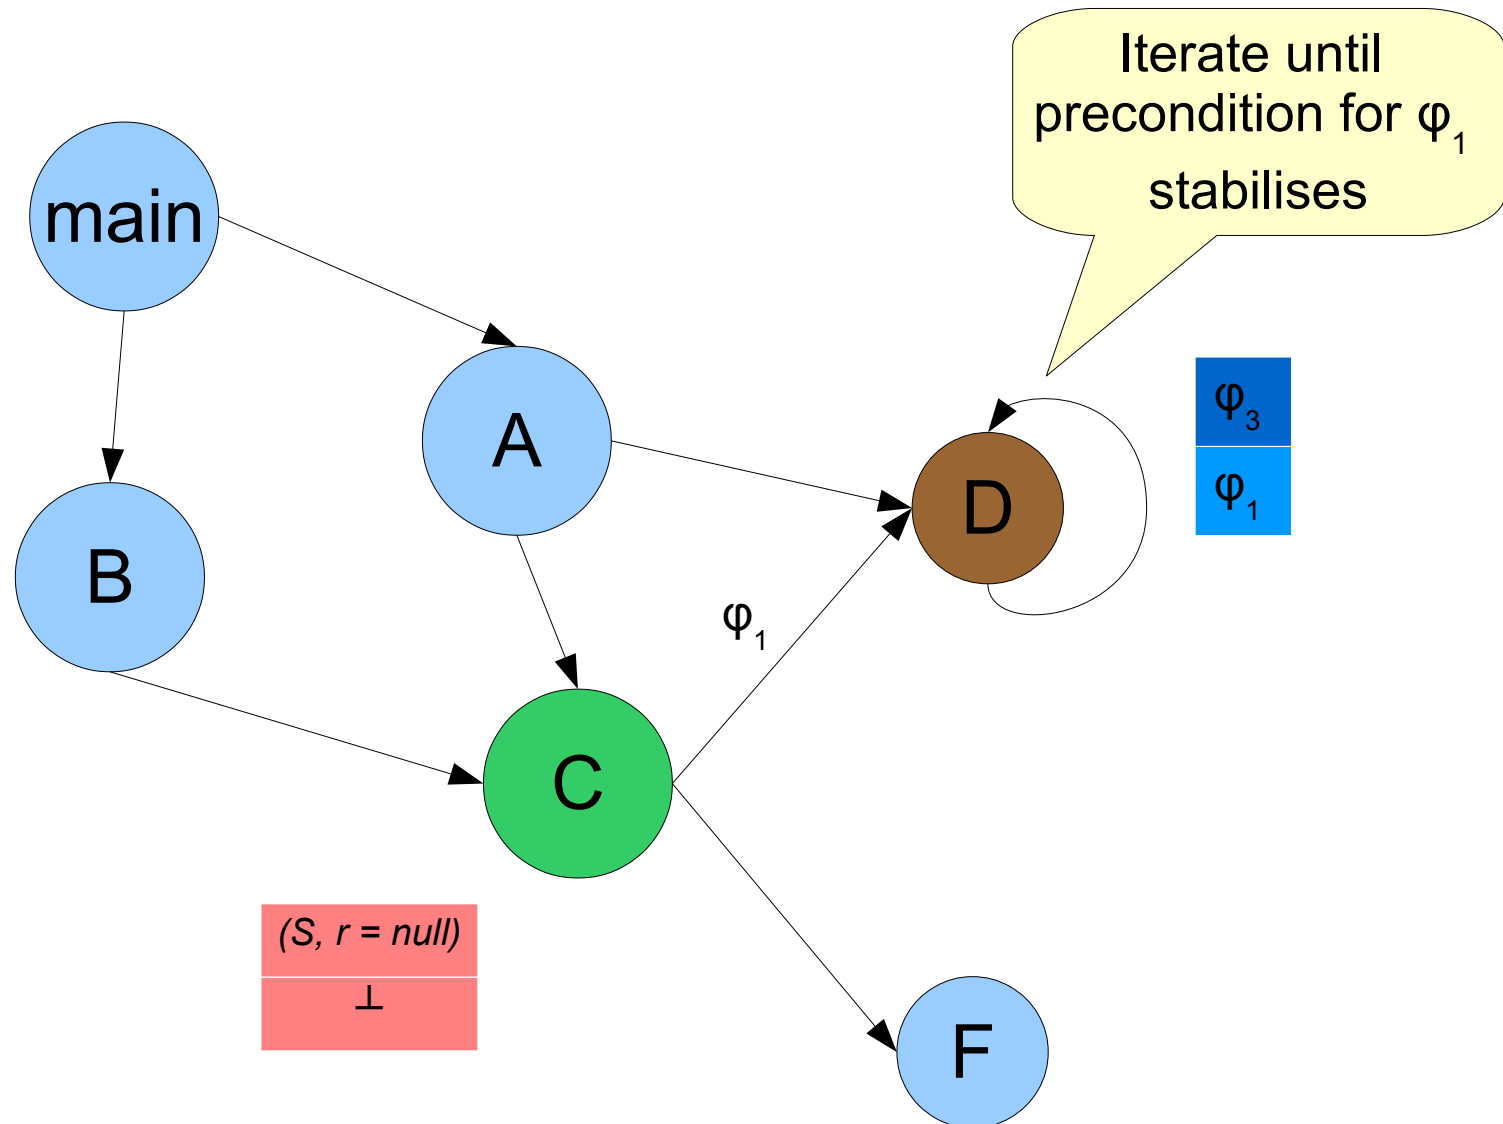 Iterate until
precondition for φ₁
stabilises
main
A
φ₃
φ₁
D
B
φ₁
C
(S, r = null)
⊥
F